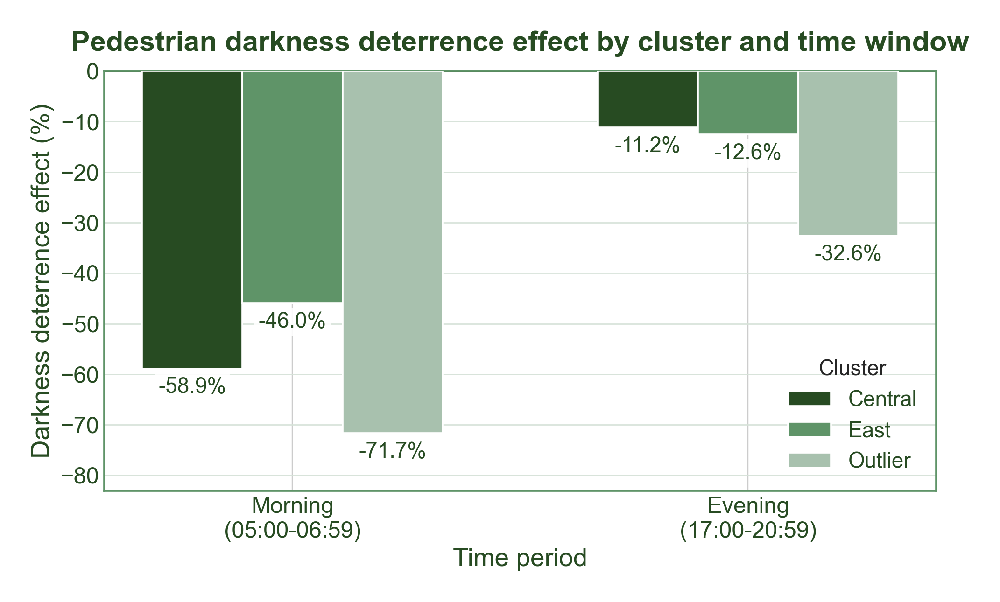 Pedestrian darkness deterrence effect by cluster and time window
Darkness deterrence effect (%)
0
−10
−20
−30
−40
−50
−60
−70
−80
-58.9%
-46.0%
-71.7%
-11.2%
-12.6%
-32.6%
Cluster
Central
East
Outlier
Morning
(05:00-06:59)
Evening
(17:00-20:59)
Time period